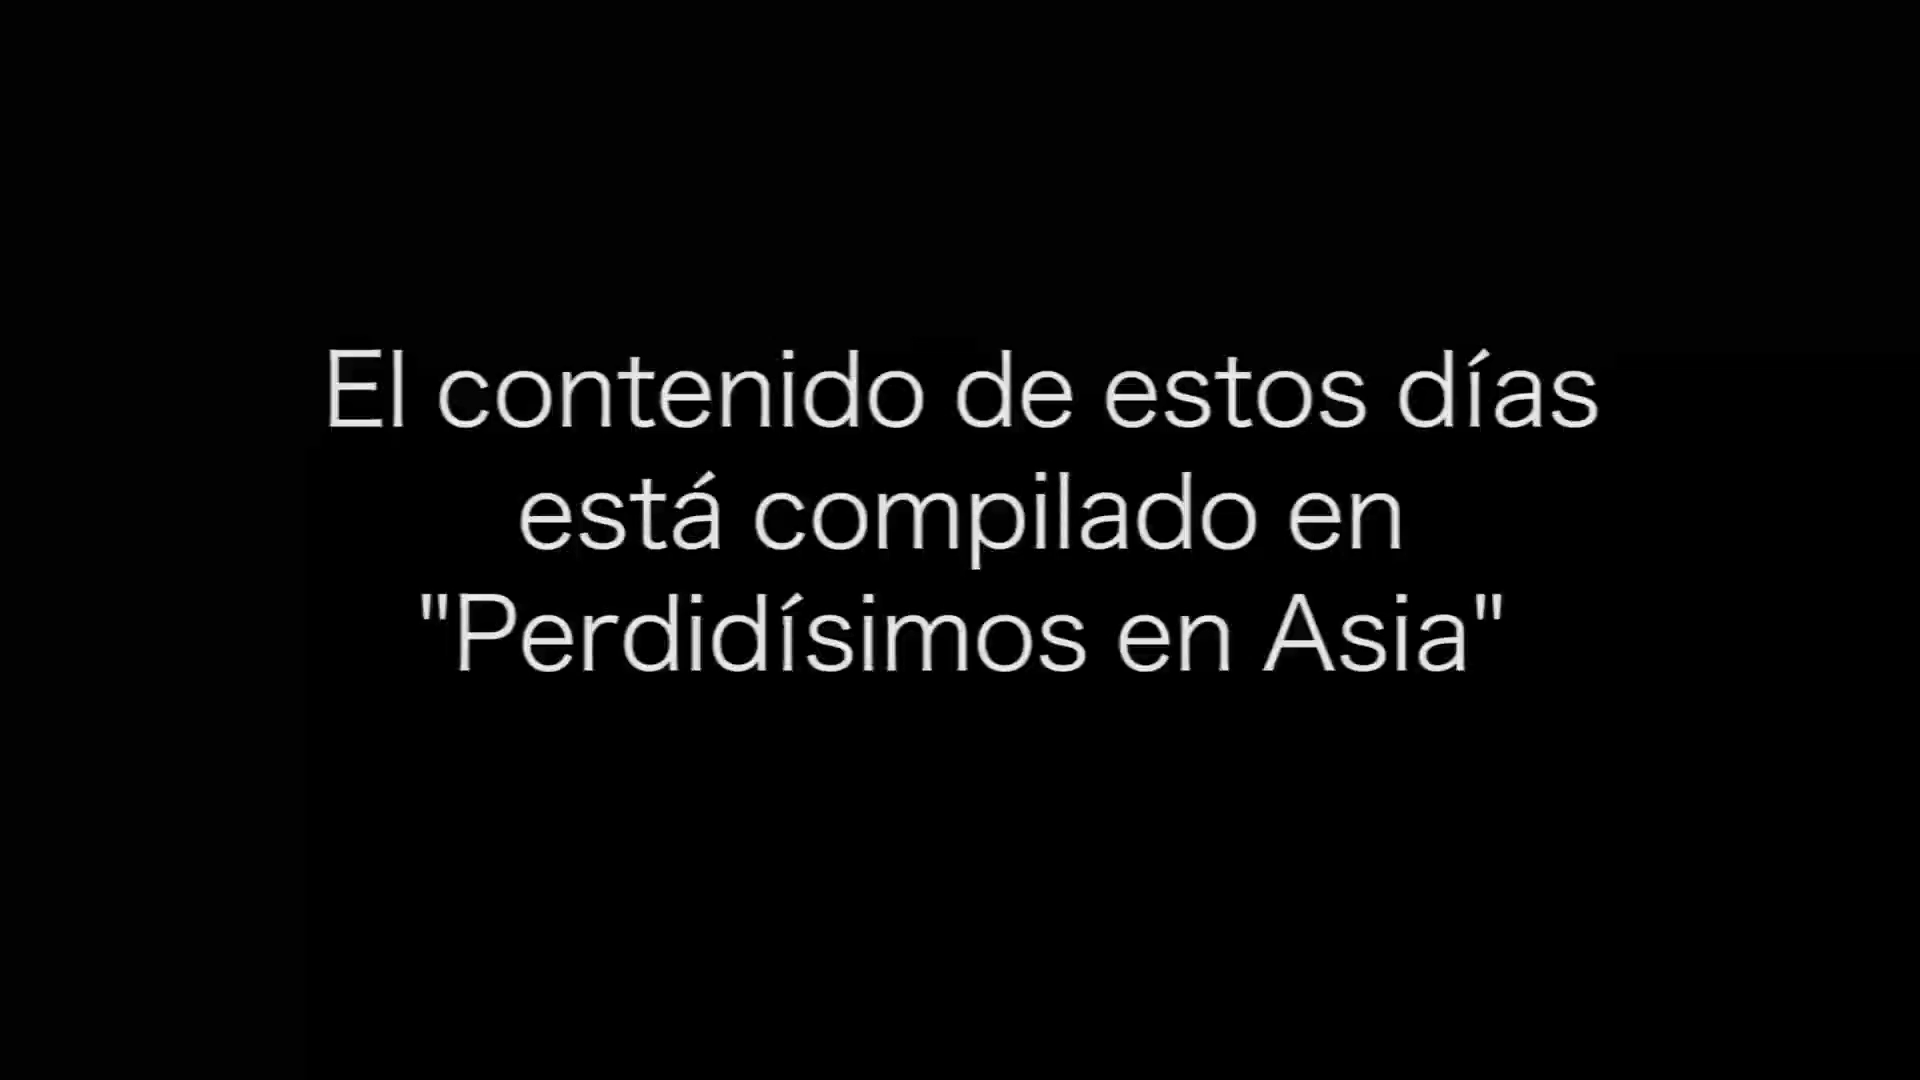 El contenido de estos días
está compilado en
"Perdidísimos en Asia"